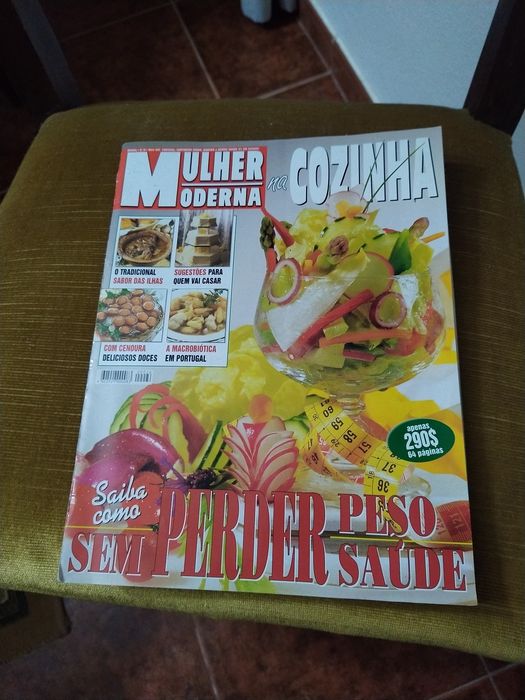 MULHER
MODERNA
na
COZINHA
O TRADICIONAL
SABOR DAS ILHAS
SUGESTÕES PARA
QUEM VAI CASAR
COM CENOURA
DELICIOSOS DOCES
A MACROBIÓTICA
EM PORTUGAL
apenas
290$
64 páginas
Saiba
como
PERDER PESO
SEM SAÚDE